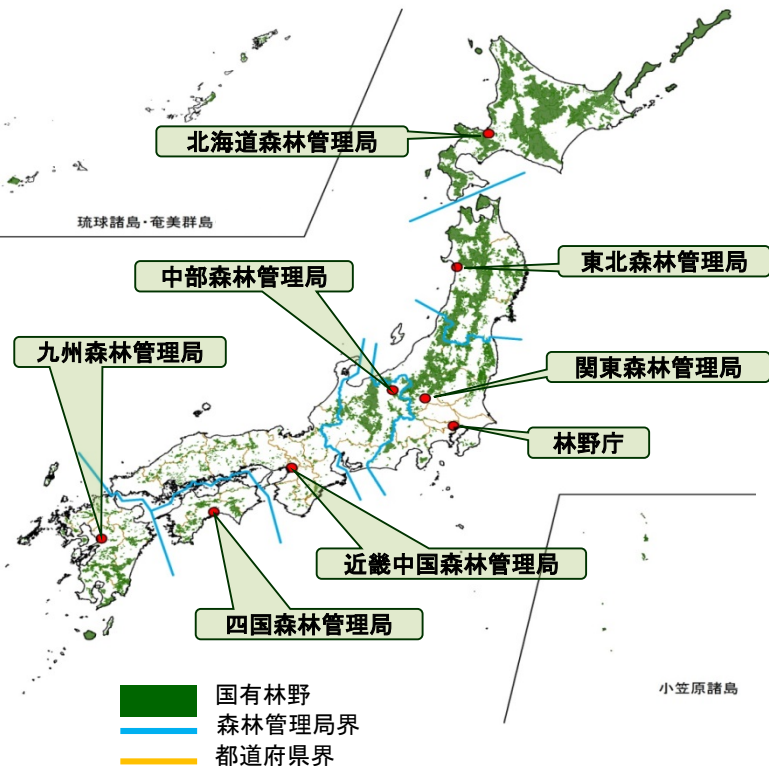 北海道森林管理局
琉球諸島・奄美群島
東北森林管理局
中部森林管理局
九州森林管理局
関東森林管理局
林野庁
近畿中国森林管理局
四国森林管理局
小笠原諸島
国有林野
森林管理局界
都道府県界